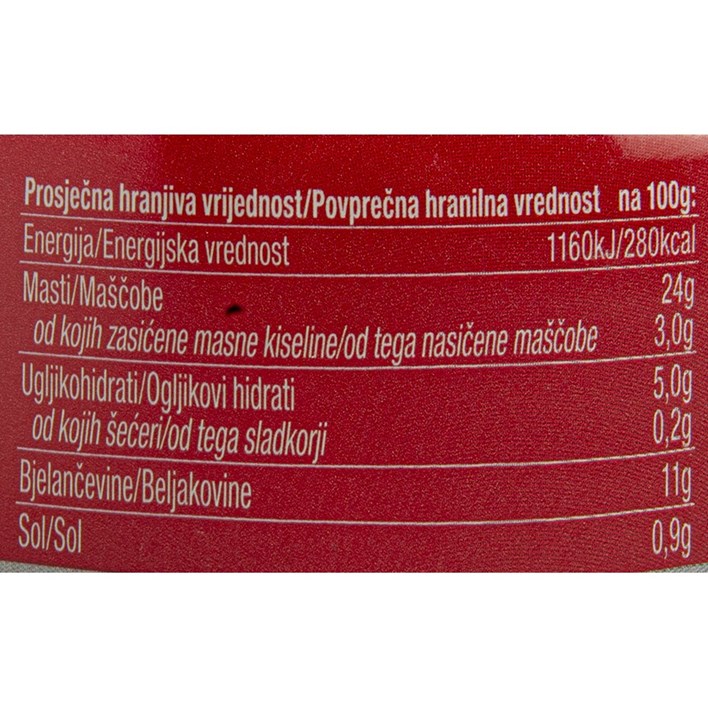 Prosječna hranjiva vrijednost/Povprečna hranilna vrednost na 100g:
Energija/Energijska vrednost 1160kJ/280kcal
Masti/Maščobe 24g
od kojih zasićene masne kiseline/od tega nasičene maščobe 3,0g
Ugljikohidrati/Ogljikovi hidrati 5,0g
od kojih šećeri/od tega sladkorji 0,2g
Bjelančevine/Beljakovine 11g
Sol/Sol 0,9g